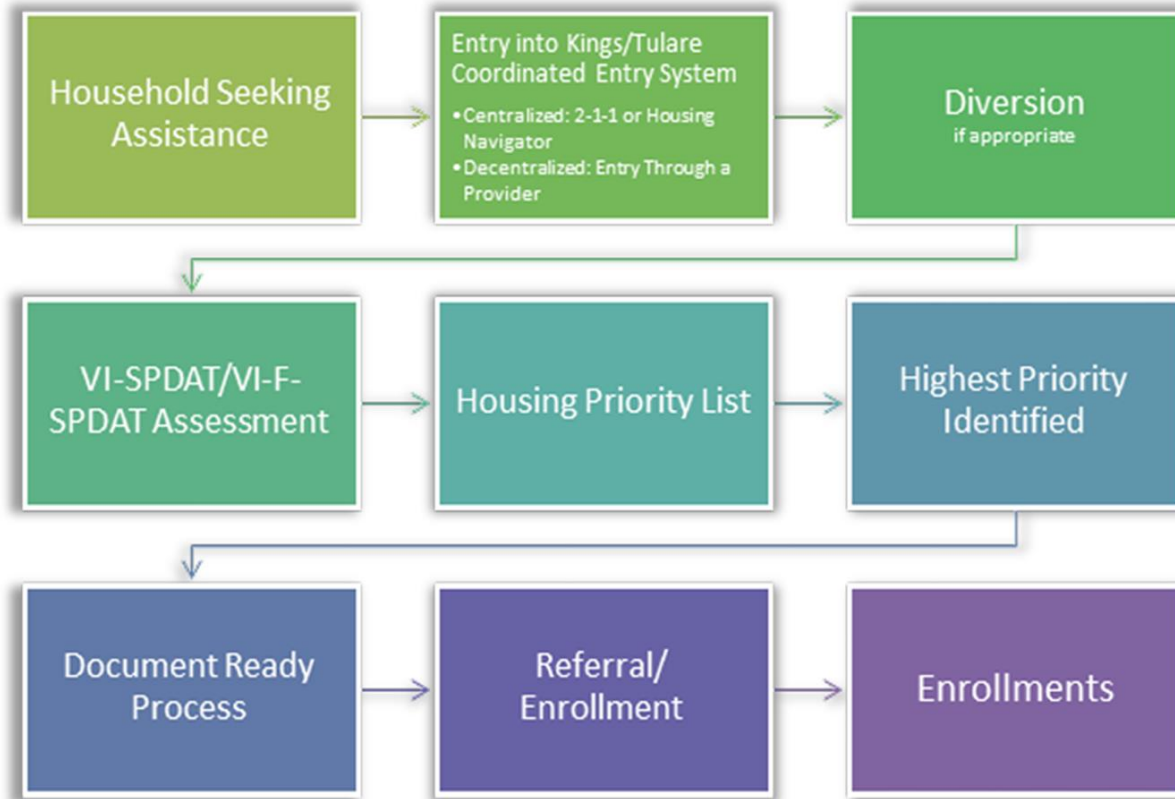 Household Seeking
Assistance
Entry into Kings/Tulare
Coordinated Entry System
•Centralized: 2-1-1 or Housing
Navigator
•Decentralized: Entry Through a
Provider
Diversion
if appropriate
VI-SPDAT/VI-F-
SPDAT Assessment
Housing Priority List
Highest Priority
Identified
Document Ready
Process
Referral/
Enrollment
Enrollments